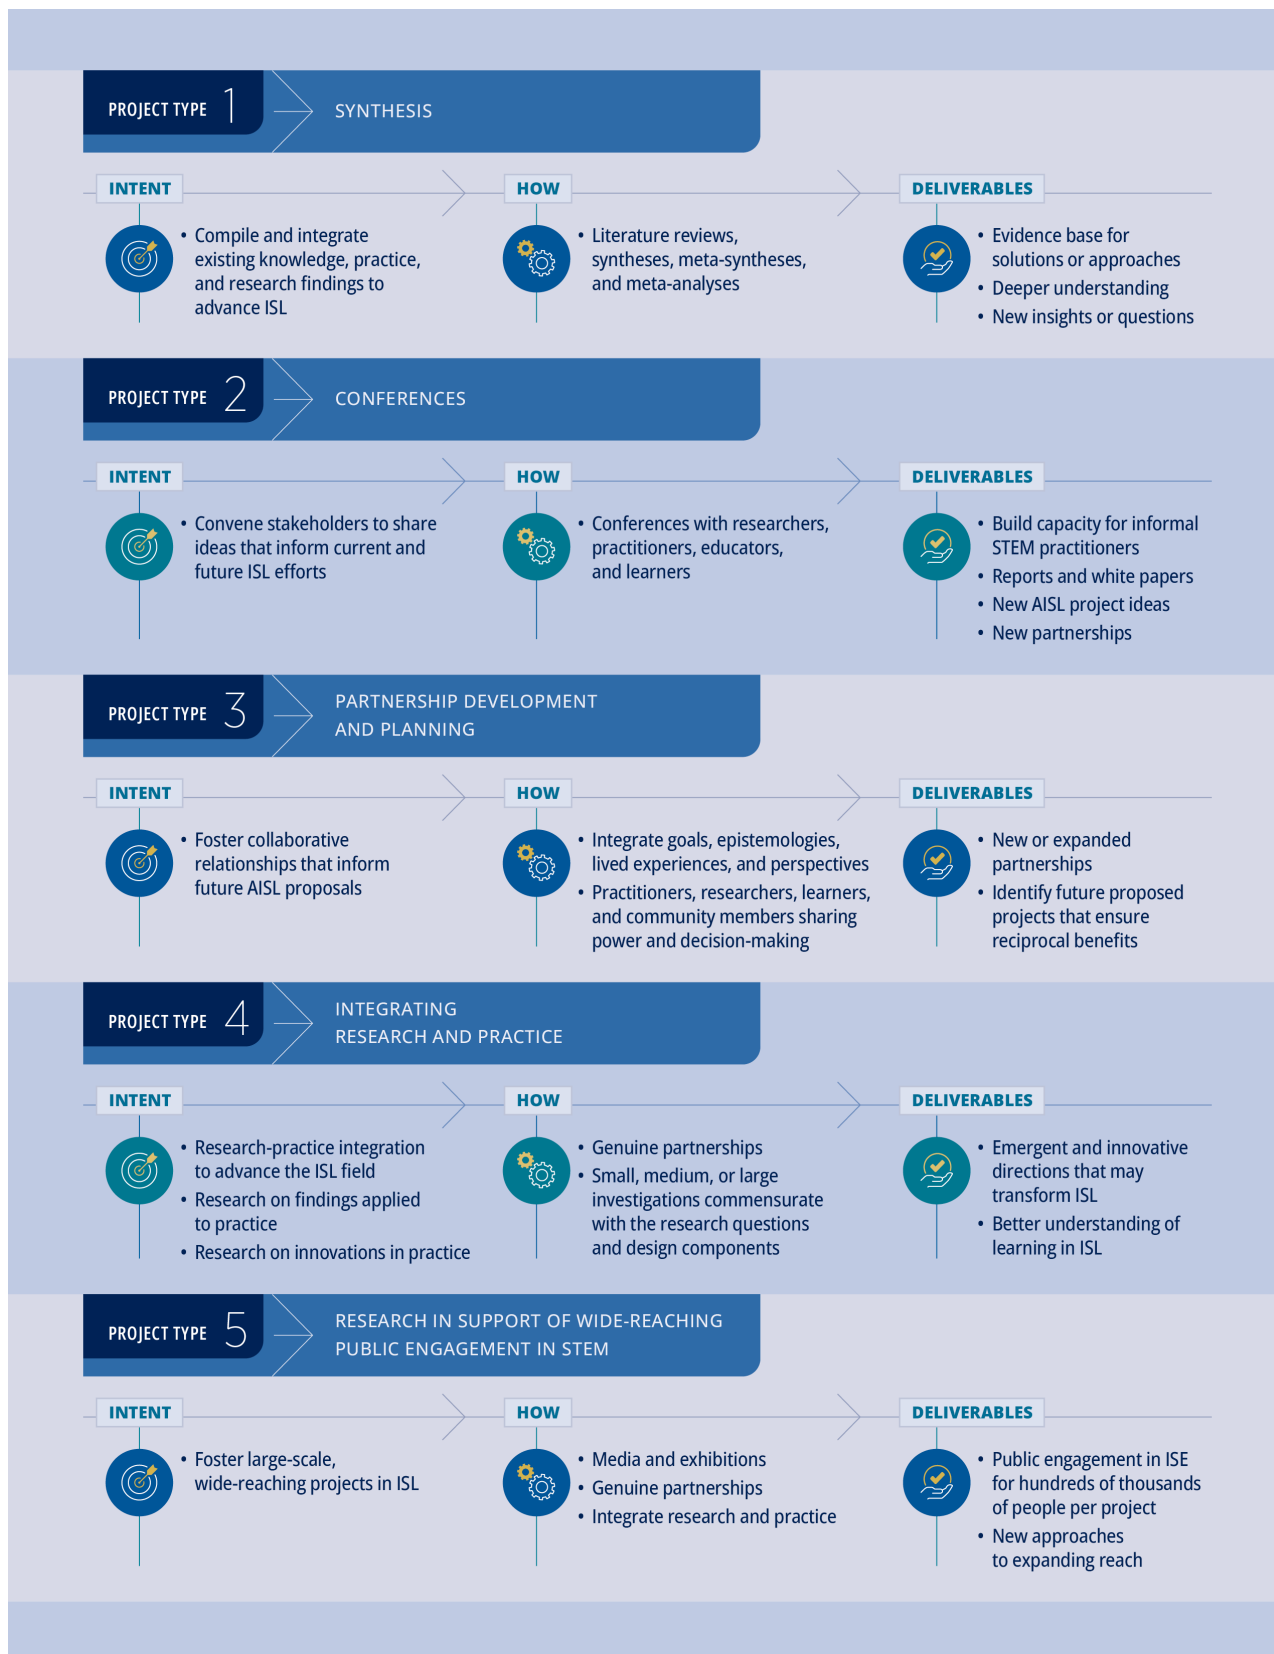 PROJECT TYPE 1
SYNTHESIS
INTENT
• Compile and integrate
existing knowledge, practice,
and research findings to
advance ISL
HOW
• Literature reviews,
syntheses, meta-syntheses,
and meta-analyses
DELIVERABLES
• Evidence base for
solutions or approaches
• Deeper understanding
• New insights or questions
PROJECT TYPE 2
CONFERENCES
INTENT
• Convene stakeholders to share
ideas that inform current and
future ISL efforts
HOW
• Conferences with researchers,
practitioners, educators,
and learners
DELIVERABLES
• Build capacity for informal
STEM practitioners
• Reports and white papers
• New AISL project ideas
• New partnerships
PROJECT TYPE 3
PARTNERSHIP DEVELOPMENT
AND PLANNING
INTENT
• Foster collaborative
relationships that inform
future AISL proposals
HOW
• Integrate goals, epistemologies,
lived experiences, and perspectives
• Practitioners, researchers, learners,
and community members sharing
power and decision-making
DELIVERABLES
• New or expanded
partnerships
• Identify future proposed
projects that ensure
reciprocal benefits
PROJECT TYPE 4
INTEGRATING
RESEARCH AND PRACTICE
INTENT
• Research-practice integration
to advance the ISL field
• Research on findings applied
to practice
• Research on innovations in practice
HOW
• Genuine partnerships
• Small, medium, or large
investigations commensurate
with the research questions
and design components
DELIVERABLES
• Emergent and innovative
directions that may
transform ISL
• Better understanding of
learning in ISL
PROJECT TYPE 5
RESEARCH IN SUPPORT OF WIDE-REACHING
PUBLIC ENGAGEMENT IN STEM
INTENT
• Foster large-scale,
wide-reaching projects in ISL
HOW
• Media and exhibitions
• Genuine partnerships
• Integrate research and practice
DELIVERABLES
• Public engagement in ISE
for hundreds of thousands
of people per project
• New approaches
to expanding reach